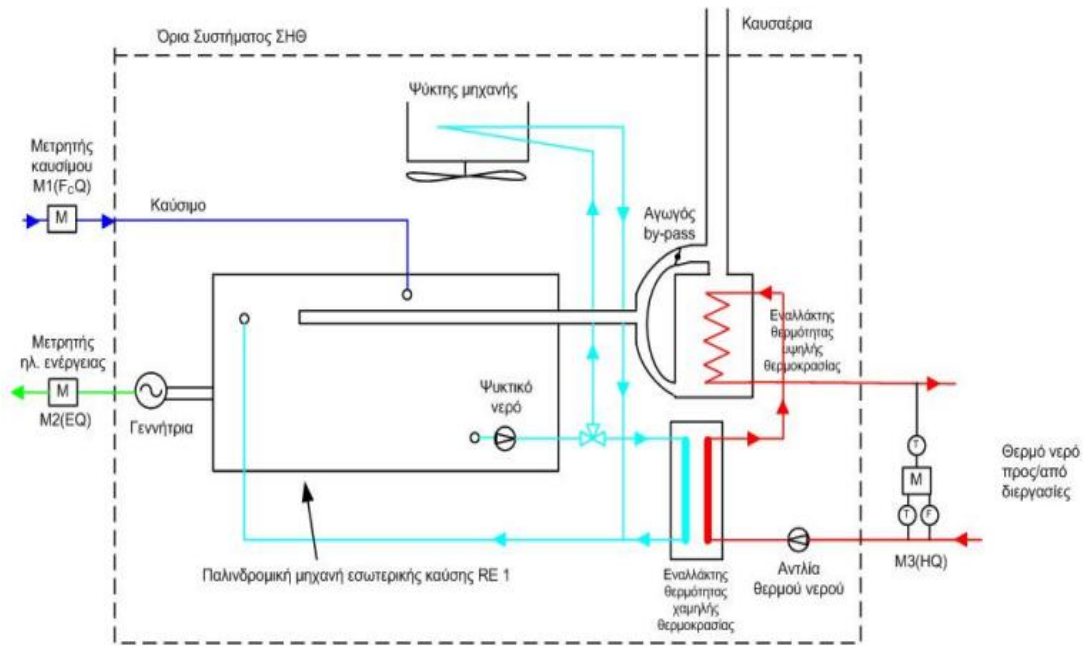 Καυσαέρια
Όρια Συστήματος ΣΗΘ
Ψύκτης μηχανής
Μετρητής
καυσίμου
M1(FCQ)
M
Καύσιμο
Αγωγός
by-pass
Εναλλάκτης
θερμότητας
υψηλής
θερμοκρασίας
Μετρητής
ηλ. ενέργειας
M
M2(EQ)
Γεννήτρια
Ψυκτικό
νερό
T
M
T
F
M3(HQ)
Θερμό νερό
προς/από
διεργασίες
Παλινδρομική μηχανή εσωτερικής καύσης RE 1
Εναλλάκτης
θερμότητας
χαμηλής
θερμοκρασίας
Αντλία
θερμού νερού